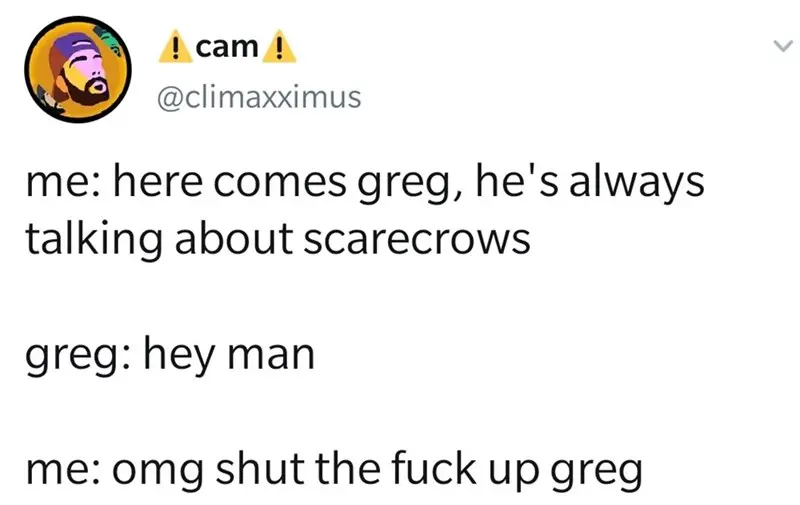 ⚠️cam⚠️
@climaxximus
me: here comes greg, he's always
talking about scarecrows
greg: hey man
me: omg shut the fuck up greg